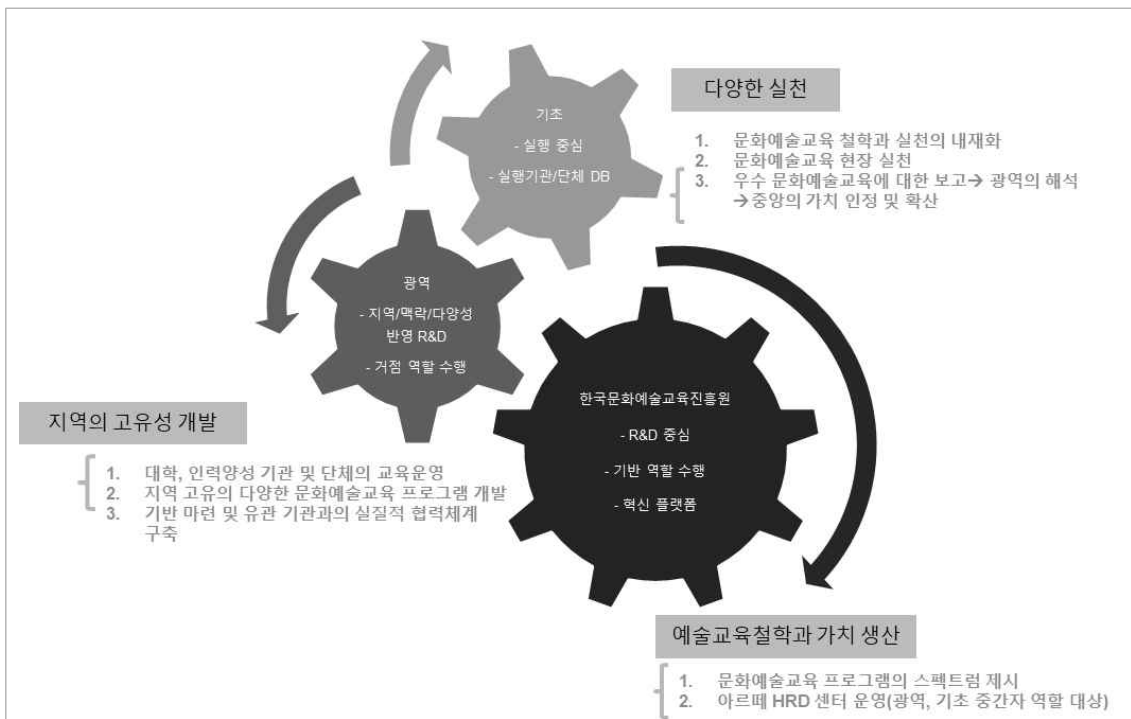 다양한 실천
1. 문화예술교육 철학과 실천의 내재화
2. 문화예술교육 현장 실천
3. 우수 문화예술교육에 대한 보고→ 광역의 해석
→중앙의 가치 인정 및 확산
기초
- 실행 중심
- 실행기관/단체 DB
광역
- 지역/맥락/다양성
반영 R&D
- 거점 역할 수행
지역의 고유성 개발
1. 대학, 인력양성 기관 및 단체의 교육운영
2. 지역 고유의 다양한 문화예술교육 프로그램 개발
3. 기반 마련 및 유관 기관과의 실질적 협력체계
구축
한국문화예술교육진흥원
- R&D 중심
- 기반 역할 수행
- 혁신 플랫폼
예술교육철학과 가치 생산
1. 문화예술교육 프로그램의 스펙트럼 제시
2. 아르떼 HRD 센터 운영(광역, 기초 중간자 역할 대상)